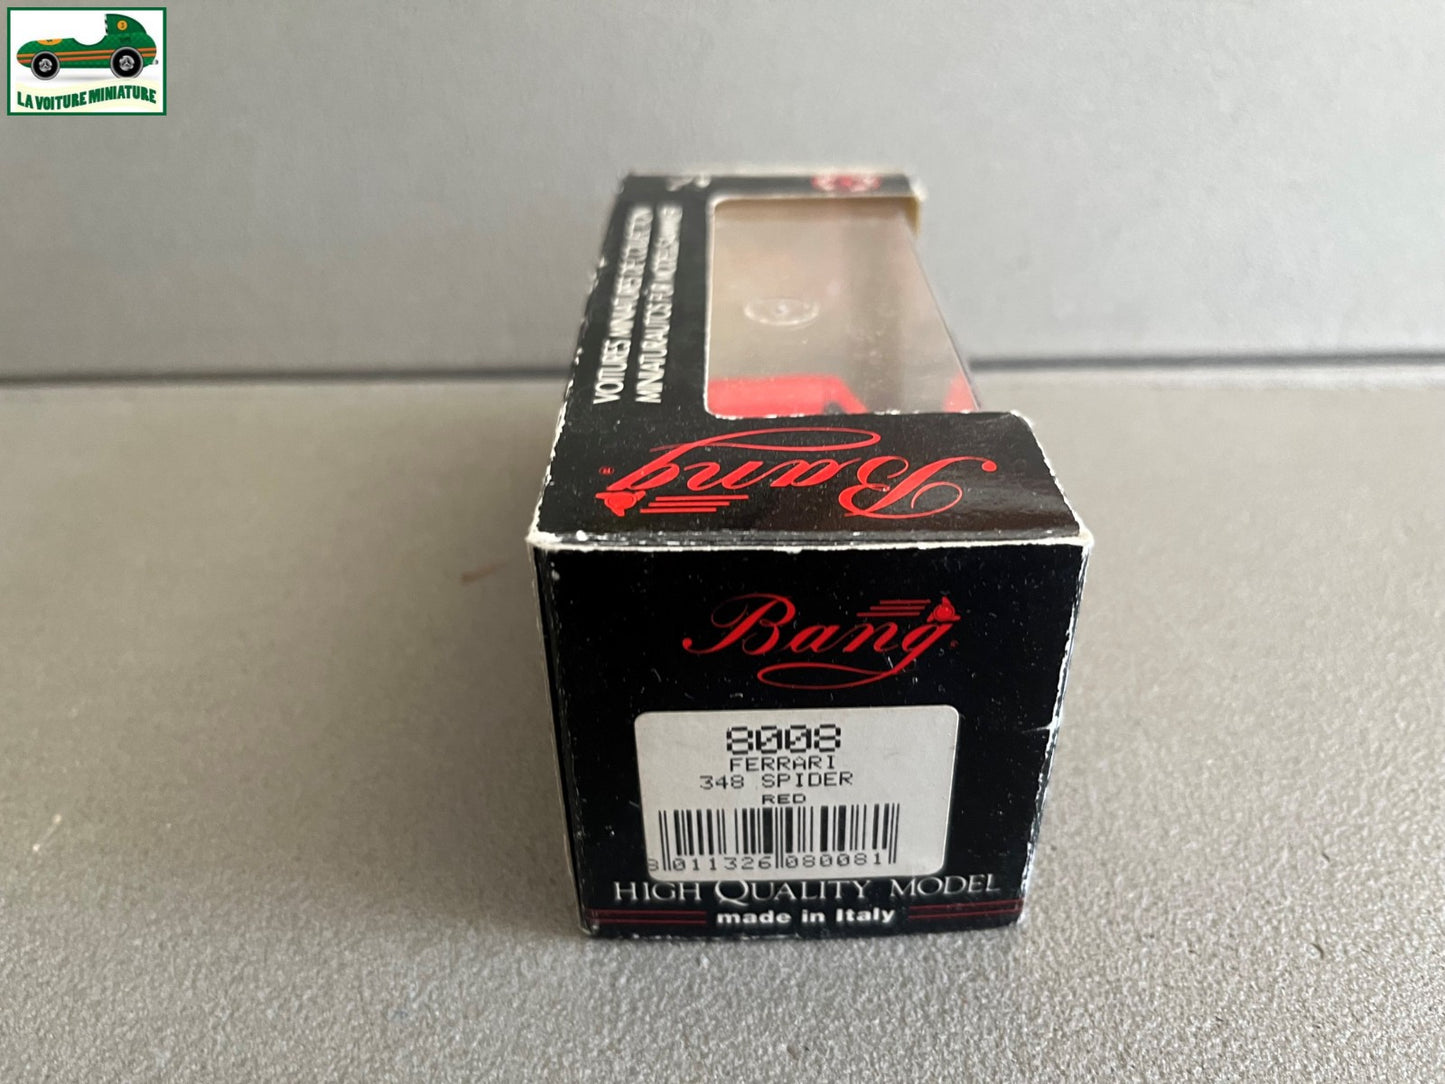 LA VOITURE MINIATURE
VOITURES MINIATURES DE COLLECTION
MINIATURAUTOS FÜR MODELLSAMMLER
Bang®
Bang
8008
FERRARI
348 SPIDER
RED
8 011326 080081
HIGH QUALITY MODEL
made in Italy